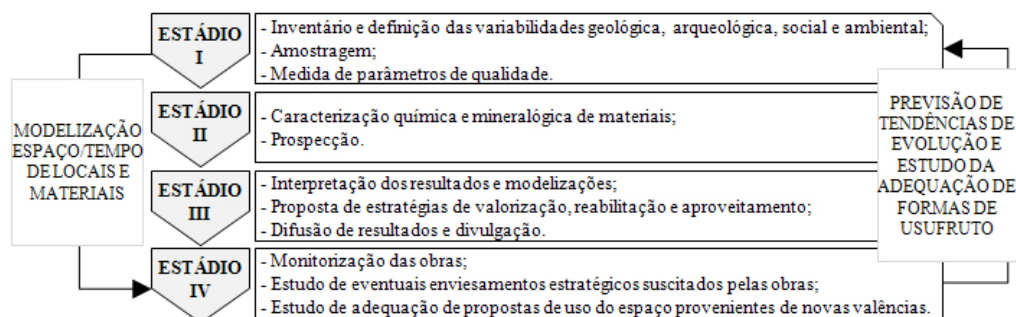 MODELIZAÇÃO
ESPAÇO/TEMPO
DE LOCAIS E
MATERIAIS
ESTÁDIO
I
- Inventário e definição das variabilidades geológica, arqueológica, social e ambiental;
- Amostragem;
- Medida de parâmetros de qualidade.
ESTÁDIO
II
- Caracterização química e mineralógica de materiais;
- Prospecção.
ESTÁDIO
III
- Interpretação dos resultados e modelizações;
- Proposta de estratégias de valorização, reabilitação e aproveitamento;
- Difusão de resultados e divulgação.
ESTÁDIO
IV
- Monitorização das obras;
- Estudo de eventuais enviesamentos estratégicos suscitados pelas obras;
- Estudo de adequação de propostas de uso do espaço provenientes de novas valências.
PREVISÃO DE
TENDÊNCIAS DE
EVOLUÇÃO E
ESTUDO DA
ADEQUAÇÃO DE
FORMAS DE
USUFRUTO